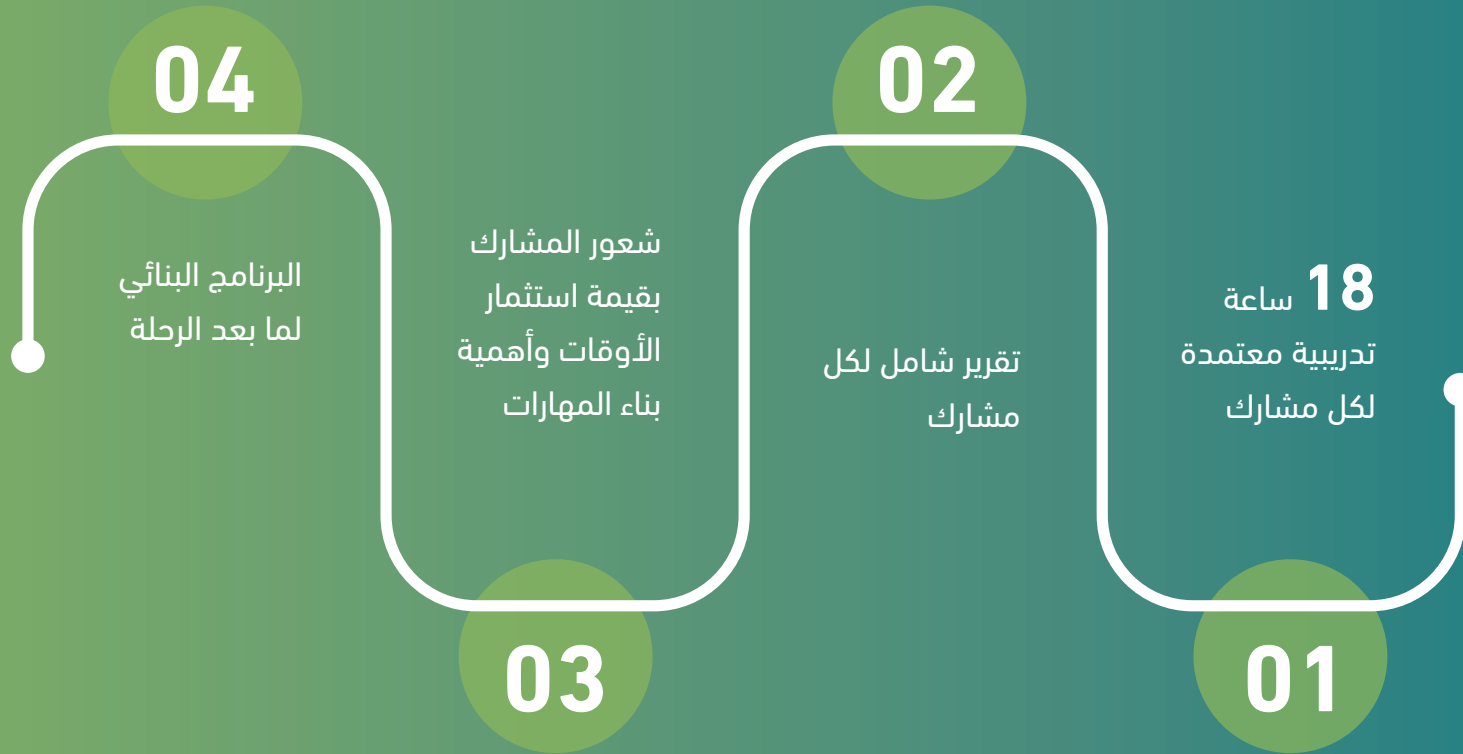 18 ساعة
تدريبية معتمدة
لكل مشارك
01
02
تقرير شامل لكل
مشارك
شعور المشارك
بقيمة استثمار
الأوقات وأهمية
بناء المهارات
03
04
البرنامج البنائي
لما بعد الرحلة